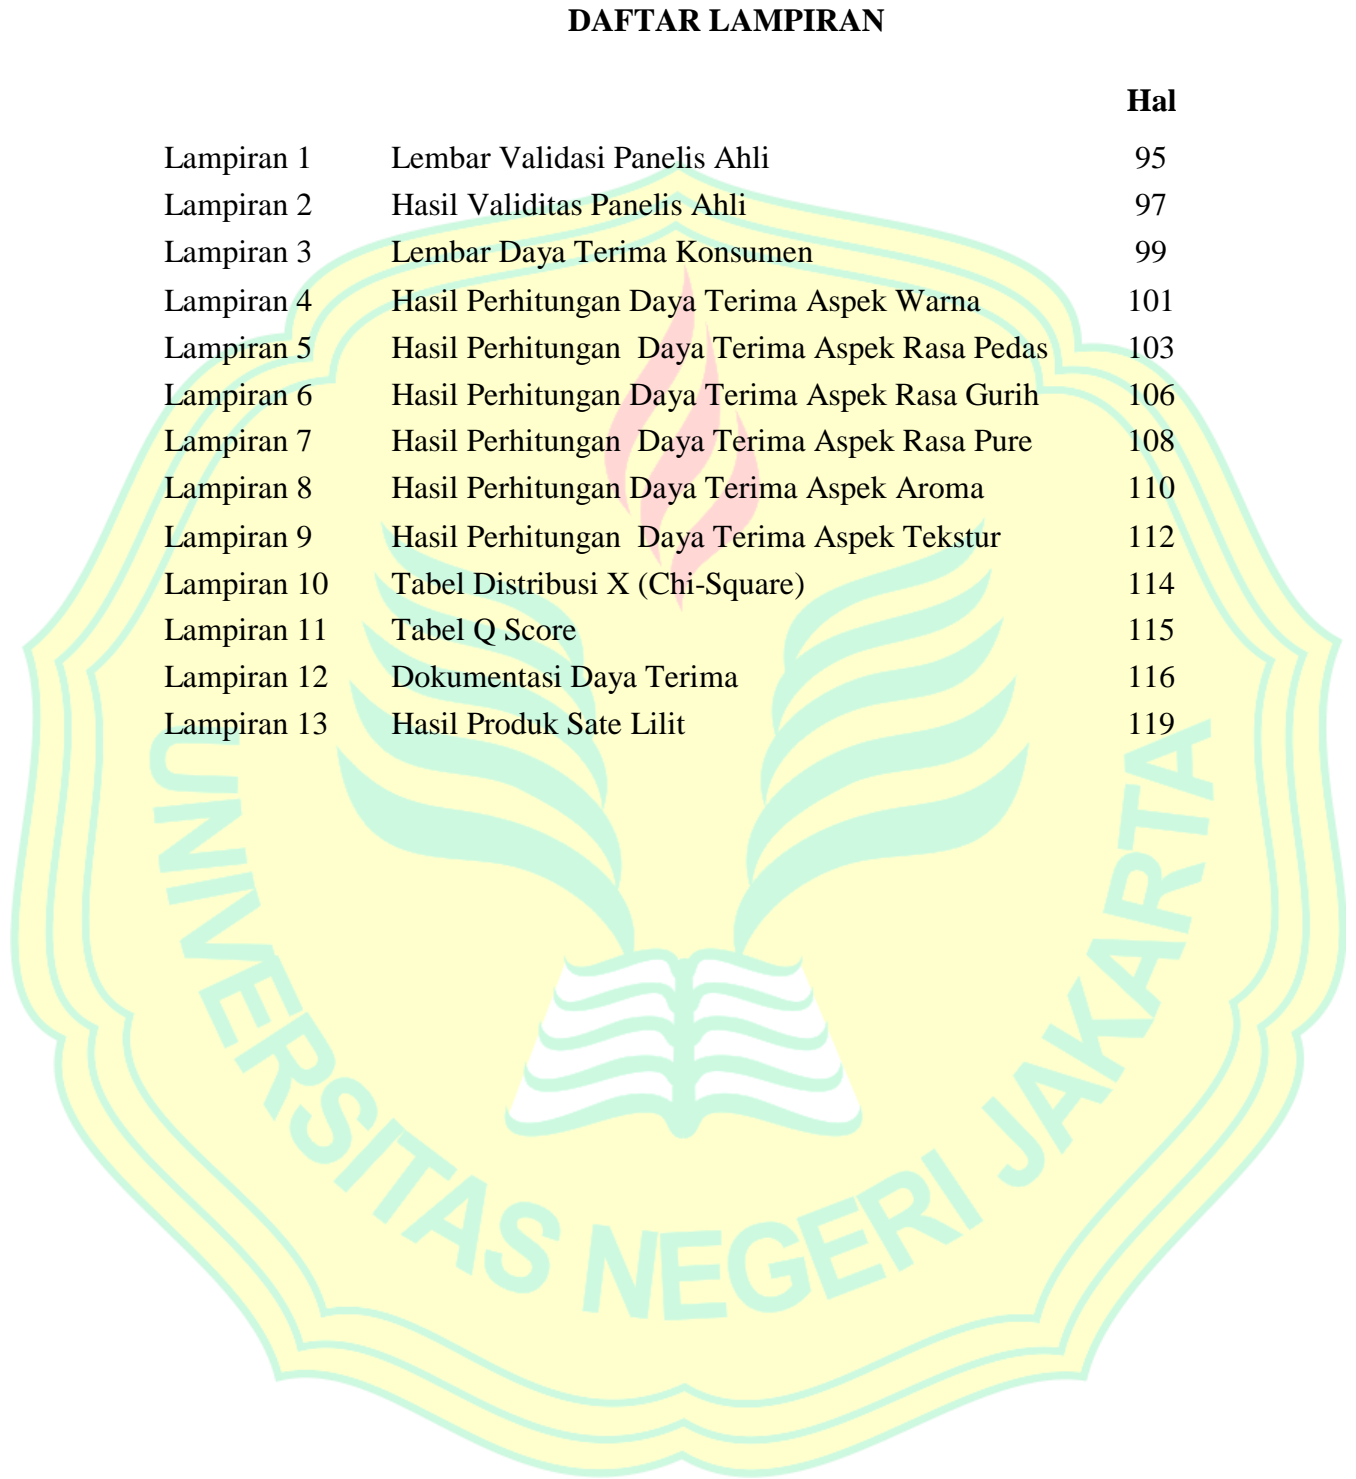 DAFTAR LAMPIRAN
Hal
Lampiran 1 Lembar Validasi Panelis Ahli 95
Lampiran 2 Hasil Validitas Panelis Ahli 97
Lampiran 3 Lembar Daya Terima Konsumen 99
Lampiran 4 Hasil Perhitungan Daya Terima Aspek Warna 101
Lampiran 5 Hasil Perhitungan Daya Terima Aspek Rasa Pedas 103
Lampiran 6 Hasil Perhitungan Daya Terima Aspek Rasa Gurih 106
Lampiran 7 Hasil Perhitungan Daya Terima Aspek Rasa Pure 108
Lampiran 8 Hasil Perhitungan Daya Terima Aspek Aroma 110
Lampiran 9 Hasil Perhitungan Daya Terima Aspek Tekstur 112
Lampiran 10 Tabel Distribusi X (Chi-Square) 114
Lampiran 11 Tabel Q Score 115
Lampiran 12 Dokumentasi Daya Terima 116
Lampiran 13 Hasil Produk Sate Lilit 119
UNIVERSITAS NEGERI JAKARTA